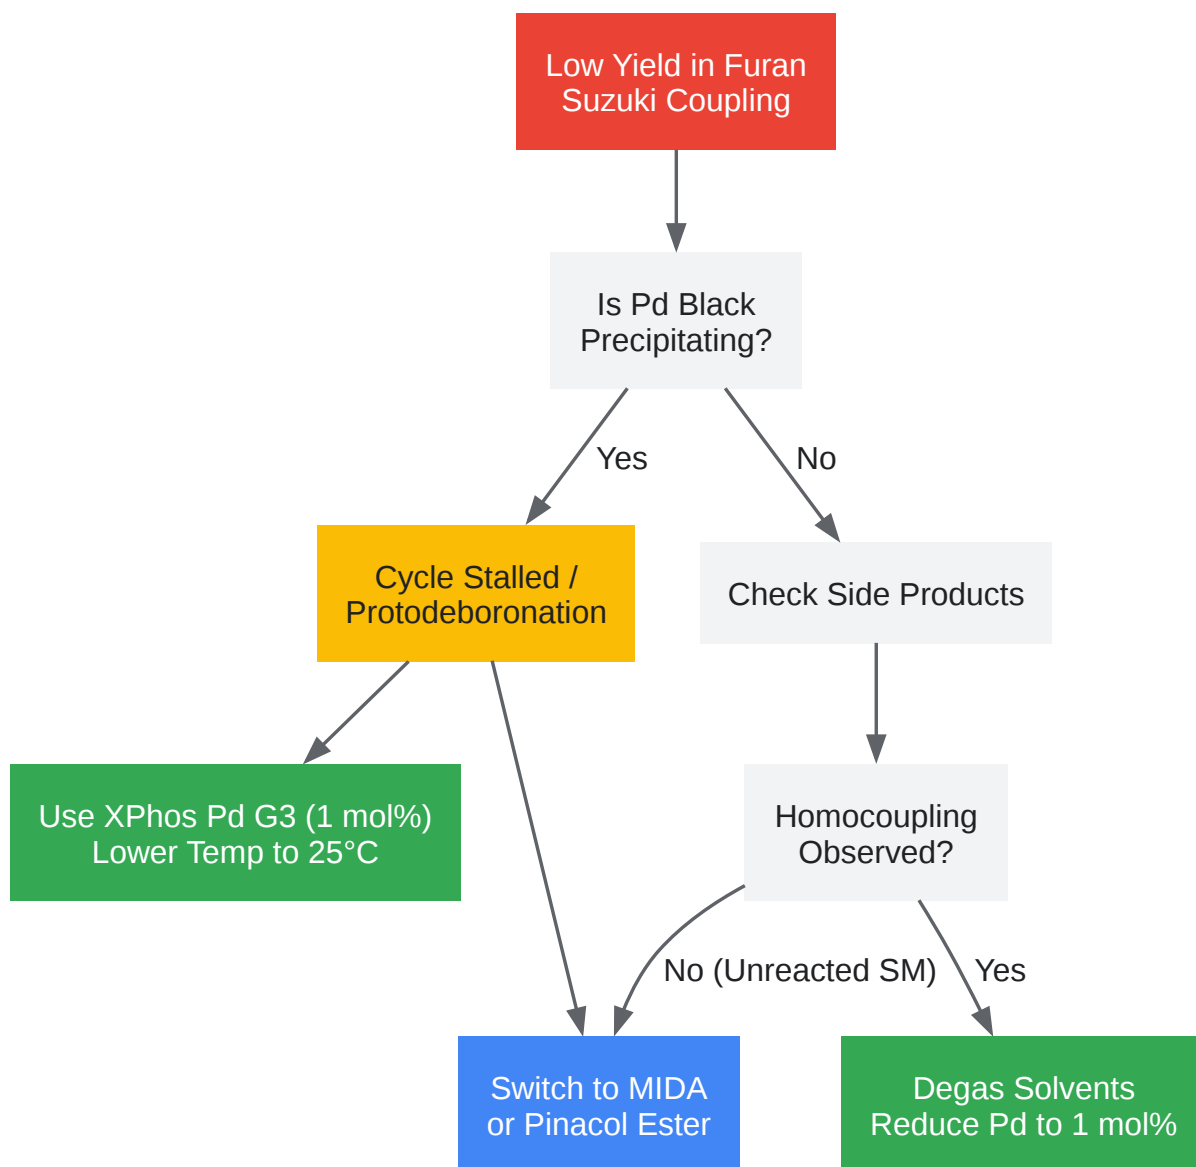 Low Yield in Furan
Suzuki Coupling
Is Pd Black
Precipitating?
Yes
No
Cycle Stalled /
Protodeboronation
Check Side Products
Use XPhos Pd G3 (1 mol%)
Lower Temp to 25°C
Homocoupling
Observed?
No (Unreacted SM)
Yes
Switch to MIDA
or Pinacol Ester
Degas Solvents
Reduce Pd to 1 mol%